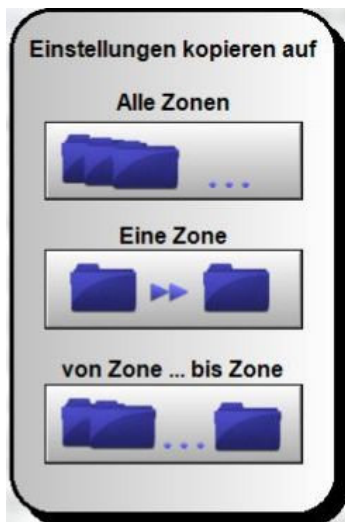 Einstellungen kopieren auf
Alle Zonen
Eine Zone
von Zone ... bis Zone